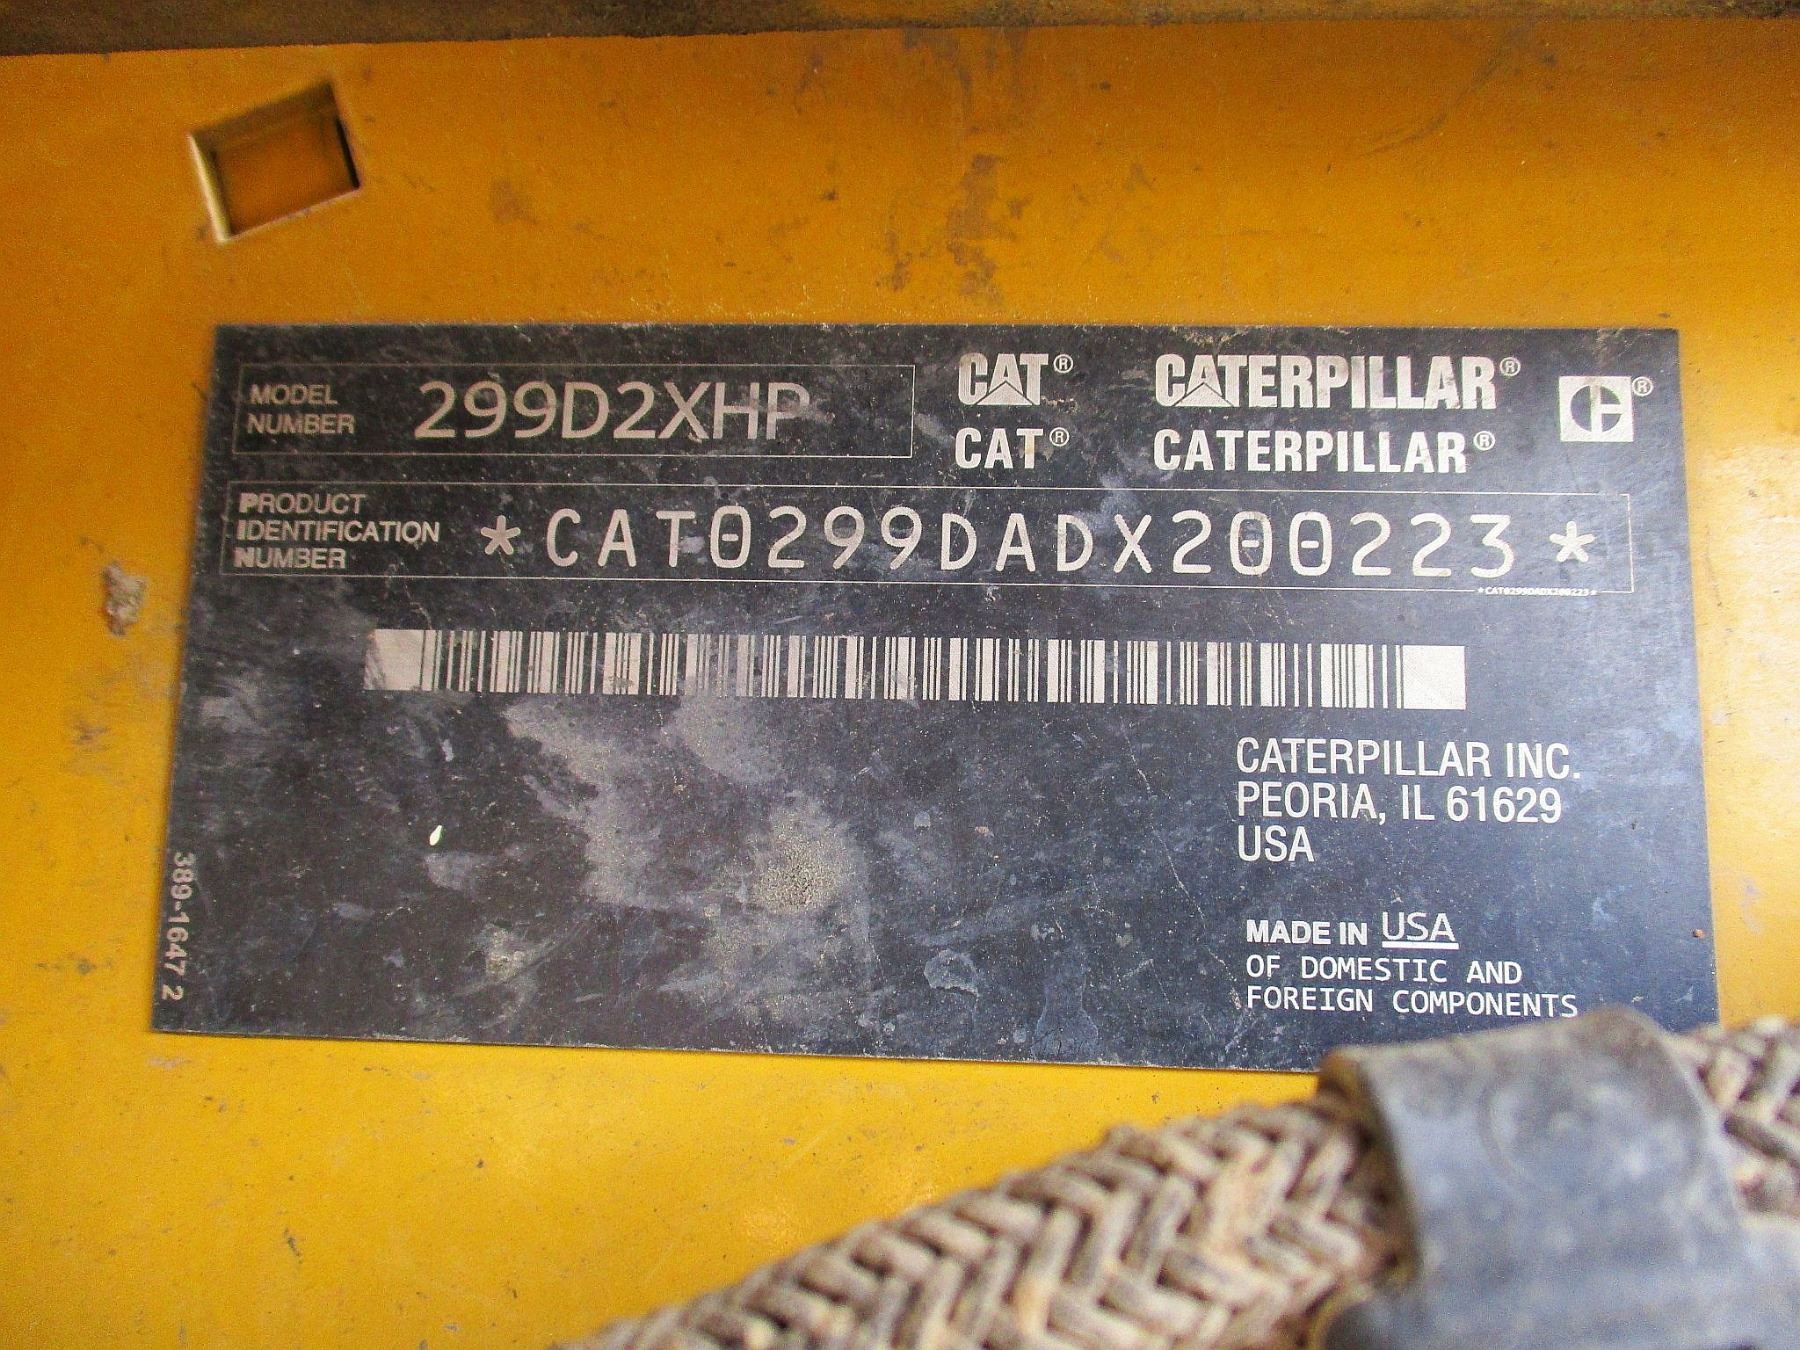 MODEL
NUMBER
299D2XHP
CAT® CATERPILLAR®
CAT® CATERPILLAR®
PRODUCT
IDENTIFICATION
NUMBER
*CAT0299DADX200223*
*CAT0299DADX200223*
CATERPILLAR INC.
PEORIA, IL 61629
USA
MADE IN USA
OF DOMESTIC AND
FOREIGN COMPONENTS
389-1647 2